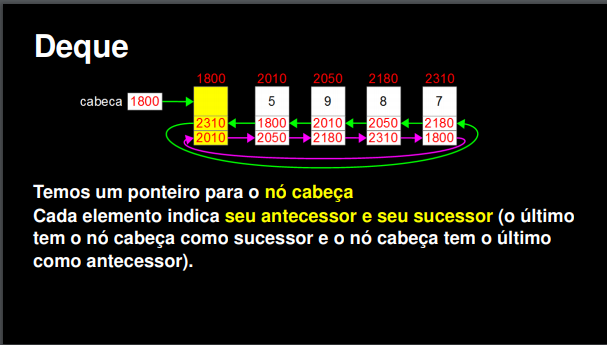 Deque
1800 2010 2050 2180 2310
cabeca 1800 5 9 8 7
2310 1800 2010 2050 2180
2010 2050 2180 2310 1800
Temos um ponteiro para o nó cabeça
Cada elemento indica seu antecessor e seu sucessor (o último
tem o nó cabeça como sucessor e o nó cabeça tem o último
como antecessor).